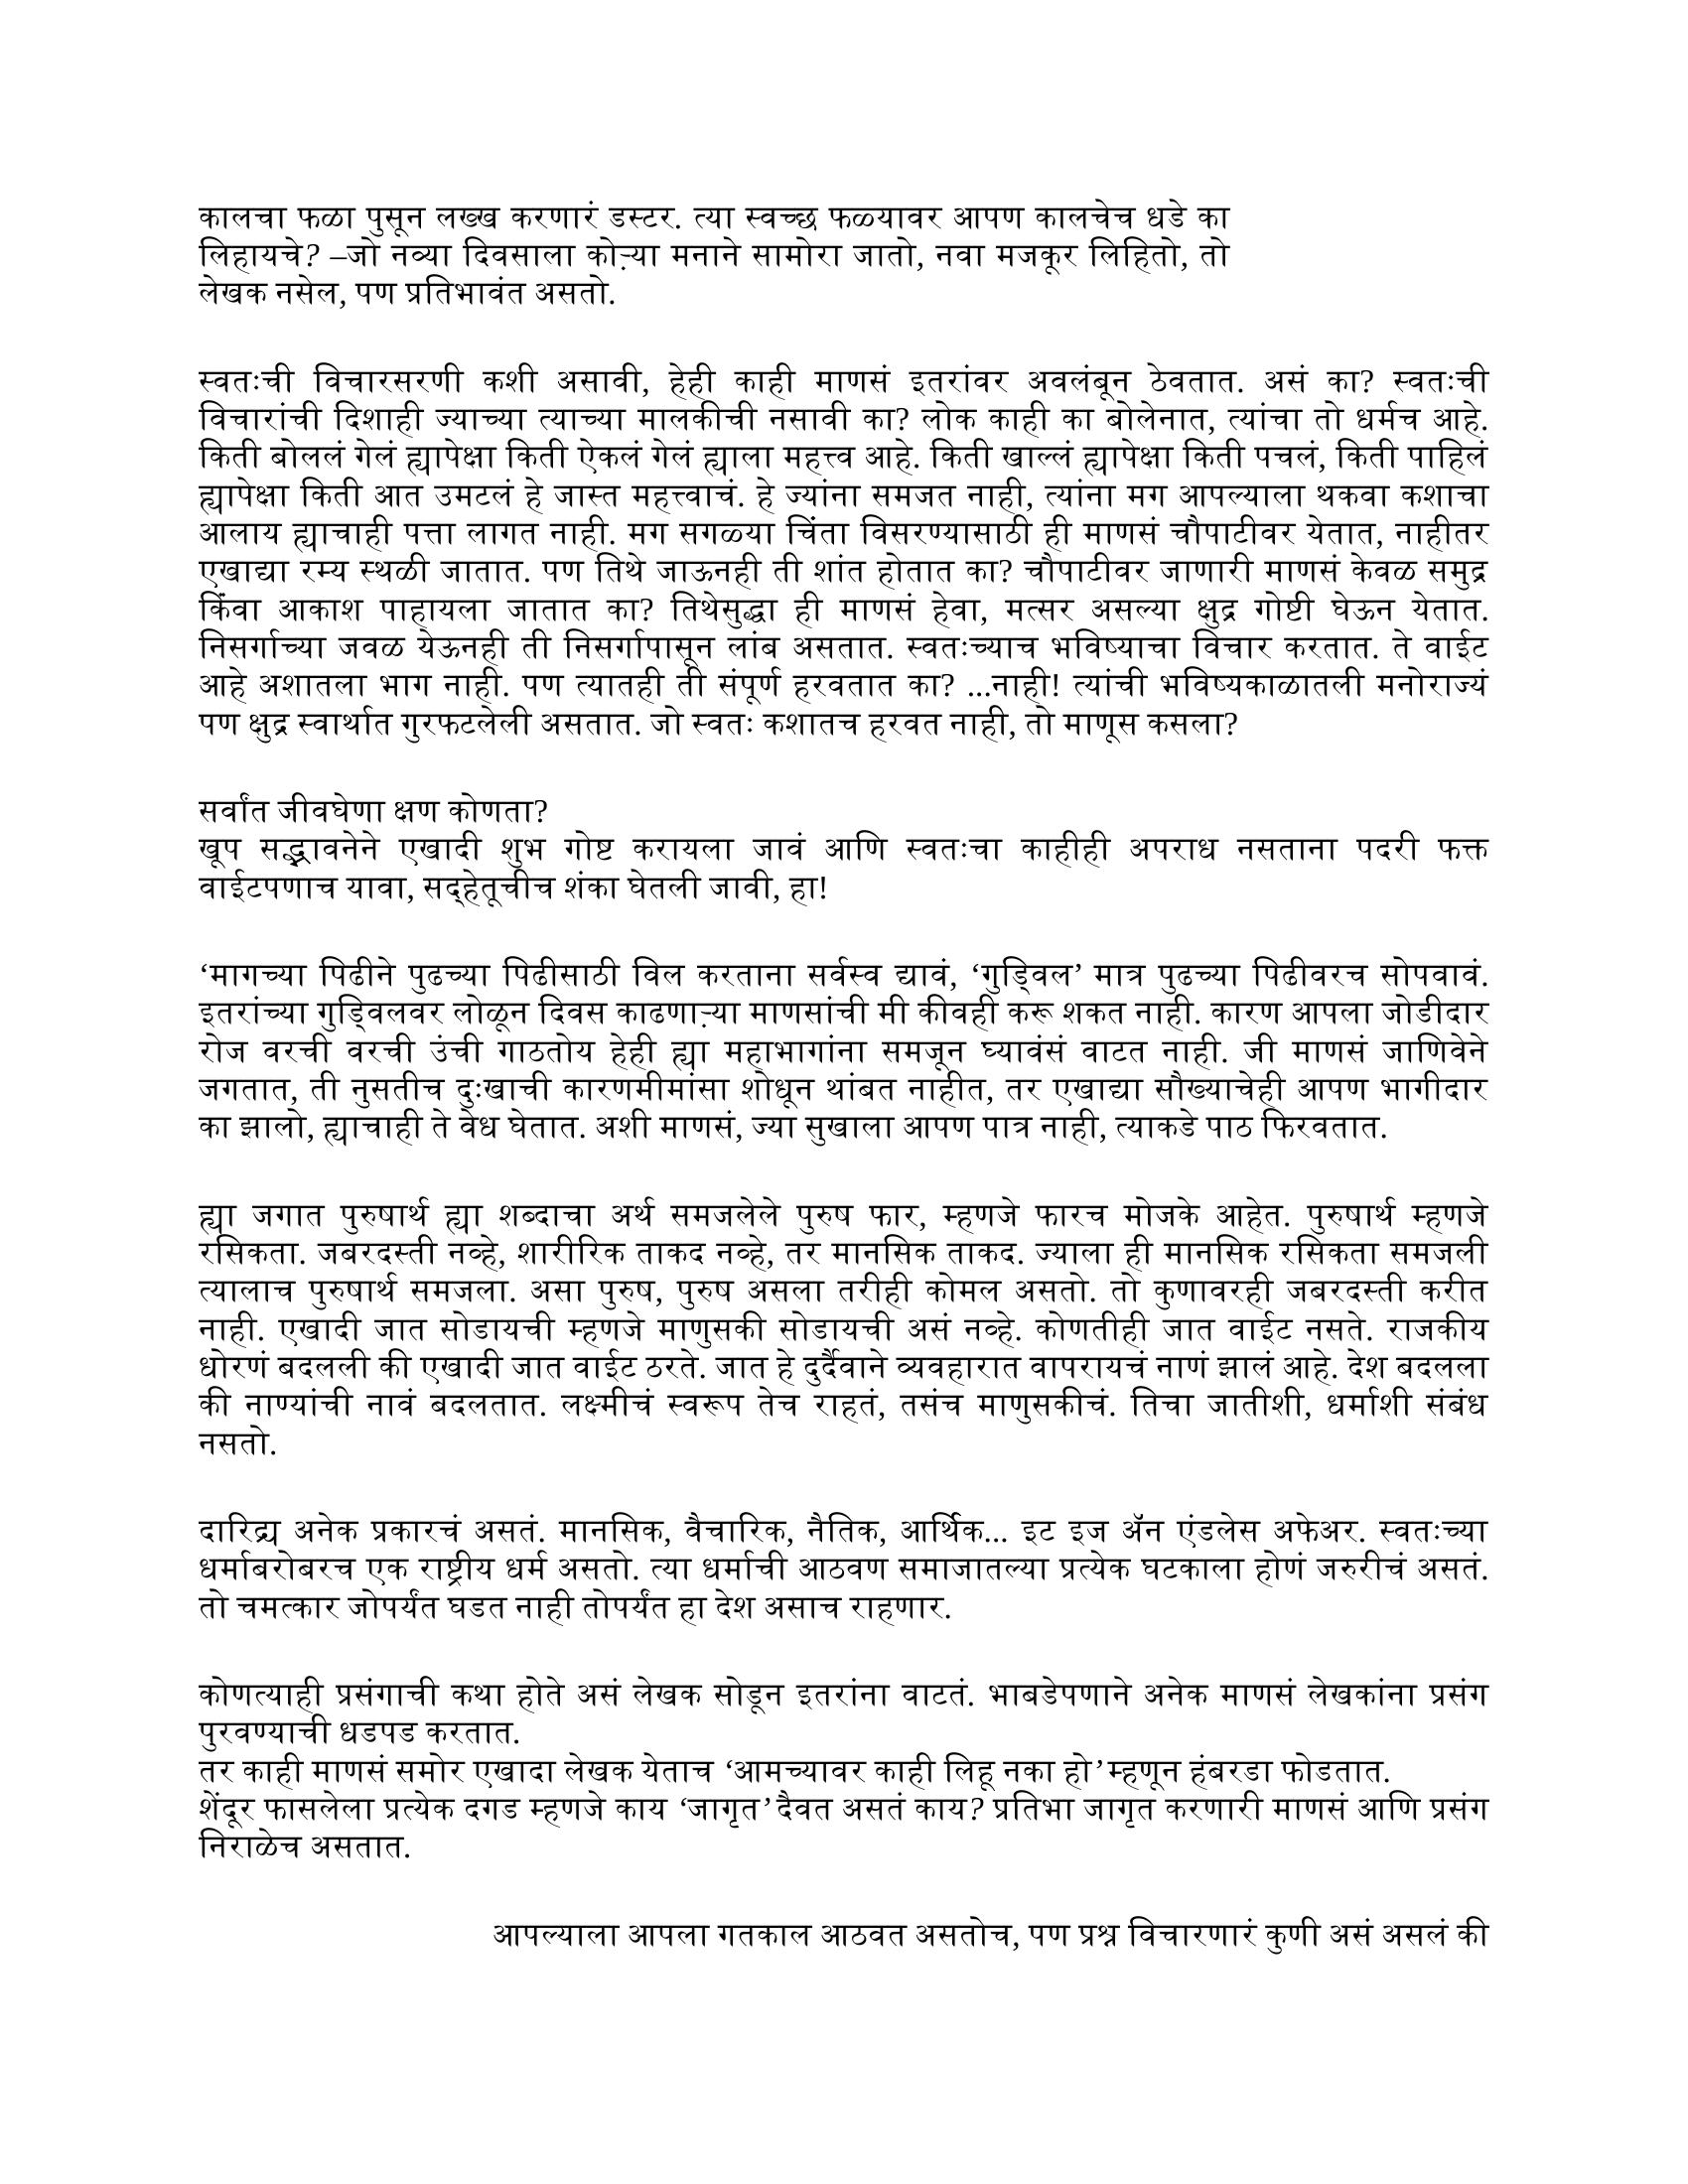 कालचा फळा पुसून लख्ख करणारं डस्टर. त्या स्वच्छ फळ्यावर आपण कालचेच धडे का
लिहायचे? –जो नव्या दिवसाला कोऱ्या मनाने सामोरा जातो, नवा मजकूर लिहितो, तो
लेखक नसेल, पण प्रतिभावंत असतो.
स्वतःची विचारसरणी कशी असावी, हेही काही माणसं इतरांवर अवलंबून ठेवतात. असं का? स्वतःची
विचारांची दिशाही ज्याच्या त्याच्या मालकीची नसावी का? लोक काही का बोलेनात, त्यांचा तो धर्मच आहे.
किती बोललं गेलं ह्यापेक्षा किती ऐकलं गेलं ह्याला महत्त्व आहे. किती खाल्लं ह्यापेक्षा किती पचलं, किती पाहिलं
ह्यापेक्षा किती आत उमटलं हे जास्त महत्त्वाचं. हे ज्यांना समजत नाही, त्यांना मग आपल्याला थकवा कशाचा
आलाय ह्याचाही पत्ता लागत नाही. मग सगळ्या चिंता विसरण्यासाठी ही माणसं चौपाटीवर येतात, नाहीतर
एखाद्या रम्य स्थळी जातात. पण तिथे जाऊनही ती शांत होतात का? चौपाटीवर जाणारी माणसं केवळ समुद्र
किंवा आकाश पाहायला जातात का? तिथेसुद्धा ही माणसं हेवा, मत्सर असल्या क्षुद्र गोष्टी घेऊन येतात.
निसर्गाच्या जवळ येऊनही ती निसर्गापासून लांब असतात. स्वतःच्याच भविष्याचा विचार करतात. ते वाईट
आहे अशातला भाग नाही. पण त्यातही ती संपूर्ण हरवतात का? ...नाही! त्यांची भविष्यकाळातली मनोराज्यं
पण क्षुद्र स्वार्थात गुरफटलेली असतात. जो स्वतः कशातच हरवत नाही, तो माणूस कसला?
सर्वांत जीवघेणा क्षण कोणता?
खूप सद्भावनेने एखादी शुभ गोष्ट करायला जावं आणि स्वतःचा काहीही अपराध नसताना पदरी फक्त
वाईटपणाच यावा, सद्‌हेतूचीच शंका घेतली जावी, हा!
‘मागच्या पिढीने पुढच्या पिढीसाठी विल करताना सर्वस्व द्यावं, ‘गुड्विल’ मात्र पुढच्या पिढीवरच सोपवावं.
इतरांच्या गुड्विलवर लोळून दिवस काढणाऱ्या माणसांची मी कीवही करू शकत नाही. कारण आपला जोडीदार
रोज वरची वरची उंची गाठतोय हेही ह्या महाभागांना समजून घ्यावंसं वाटत नाही. जी माणसं जाणिवेने
जगतात, ती नुसतीच दुःखाची कारणमीमांसा शोधून थांबत नाहीत, तर एखाद्या सौख्याचेही आपण भागीदार
का झालो, ह्याचाही ते वेध घेतात. अशी माणसं, ज्या सुखाला आपण पात्र नाही, त्याकडे पाठ फिरवतात.
ह्या जगात पुरुषार्थ ह्या शब्दाचा अर्थ समजलेले पुरुष फार, म्हणजे फारच मोजके आहेत. पुरुषार्थ म्हणजे
रसिकता. जबरदस्ती नव्हे, शारीरिक ताकद नव्हे, तर मानसिक ताकद. ज्याला ही मानसिक रसिकता समजली
त्यालाच पुरुषार्थ समजला. असा पुरुष, पुरुष असला तरीही कोमल असतो. तो कुणावरही जबरदस्ती करीत
नाही. एखादी जात सोडायची म्हणजे माणुसकी सोडायची असं नव्हे. कोणतीही जात वाईट नसते. राजकीय
धोरणं बदलली की एखादी जात वाईट ठरते. जात हे दुर्दैवाने व्यवहारात वापरायचं नाणं झालं आहे. देश बदलला
की नाण्यांची नावं बदलतात. लक्ष्मीचं स्वरूप तेच राहतं, तसंच माणुसकीचं. तिचा जातीशी, धर्माशी संबंध
नसतो.
दारिद्र्य अनेक प्रकारचं असतं. मानसिक, वैचारिक, नैतिक, आर्थिक... इट इज ॲन एंडलेस अफेअर. स्वतःच्या
धर्माबरोबरच एक राष्ट्रीय धर्म असतो. त्या धर्माची आठवण समाजातल्या प्रत्येक घटकाला होणं जरुरीचं असतं.
तो चमत्कार जोपर्यंत घडत नाही तोपर्यंत हा देश असाच राहणार.
कोणत्याही प्रसंगाची कथा होते असं लेखक सोडून इतरांना वाटतं. भाबडेपणाने अनेक माणसं लेखकांना प्रसंग
पुरवण्याची धडपड करतात.
तर काही माणसं समोर एखादा लेखक येताच ‘आमच्यावर काही लिहू नका हो’ म्हणून हंबरडा फोडतात.
शेंदूर फासलेला प्रत्येक दगड म्हणजे काय ‘जागृत’ दैवत असतं काय? प्रतिभा जागृत करणारी माणसं आणि प्रसंग
निराळेच असतात.
आपल्याला आपला गतकाल आठवत असतोच, पण प्रश्न विचारणारं कुणी असं असलं की